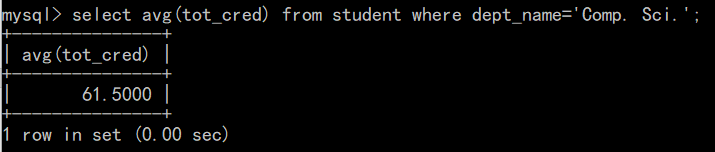 mysql> select avg(tot_cred) from student where dept_name='Comp. Sci.';
+---------------+
| avg(tot_cred) |
+---------------+
|       61.5000 |
+---------------+
1 row in set (0.00 sec)